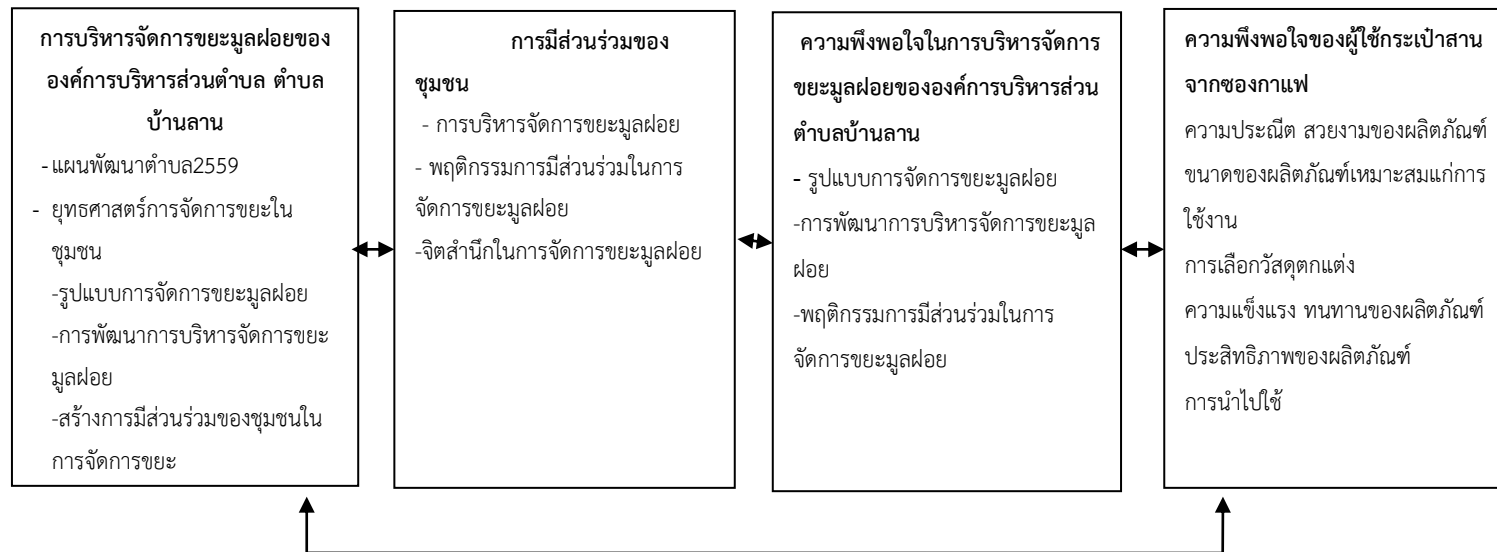 การบริหารจัดการขยะมูลฝอยของ
องค์การบริหารส่วนตำบล ตำบล
บ้านลาน
-แผนพัฒนาตำบล2559
- ยุทธศาสตร์การจัดการขยะใน
ชุมชน
-รูปแบบการจัดการขยะมูลฝอย
-การพัฒนาการบริหารจัดการขยะ
มูลฝอย
-สร้างการมีส่วนร่วมของชุมชนใน
การจัดการขยะ
การมีส่วนร่วมของ
ชุมชน
- การบริหารจัดการขยะมูลฝอย
- พฤติกรรมการมีส่วนร่วมในการ
จัดการขยะมูลฝอย
-จิตสำนึกในการจัดการขยะมูลฝอย
ความพึงพอใจในการบริหารจัดการ
ขยะมูลฝอยขององค์การบริหารส่วน
ตำบลบ้านลาน
- รูปแบบการจัดการขยะมูลฝอย
-การพัฒนาการบริหารจัดการขยะมูล
ฝอย
-พฤติกรรมการมีส่วนร่วมในการ
จัดการขยะมูลฝอย
ความพึงพอใจของผู้ใช้กระเป๋าสาน
จากซองกาแฟ
ความประณีต สวยงามของผลิตภัณฑ์
ขนาดของผลิตภัณฑ์เหมาะสมแก่การ
ใช้งาน
การเลือกวัสดุตกแต่ง
ความแข็งแรง ทนทานของผลิตภัณฑ์
ประสิทธิภาพของผลิตภัณฑ์
การนำไปใช้